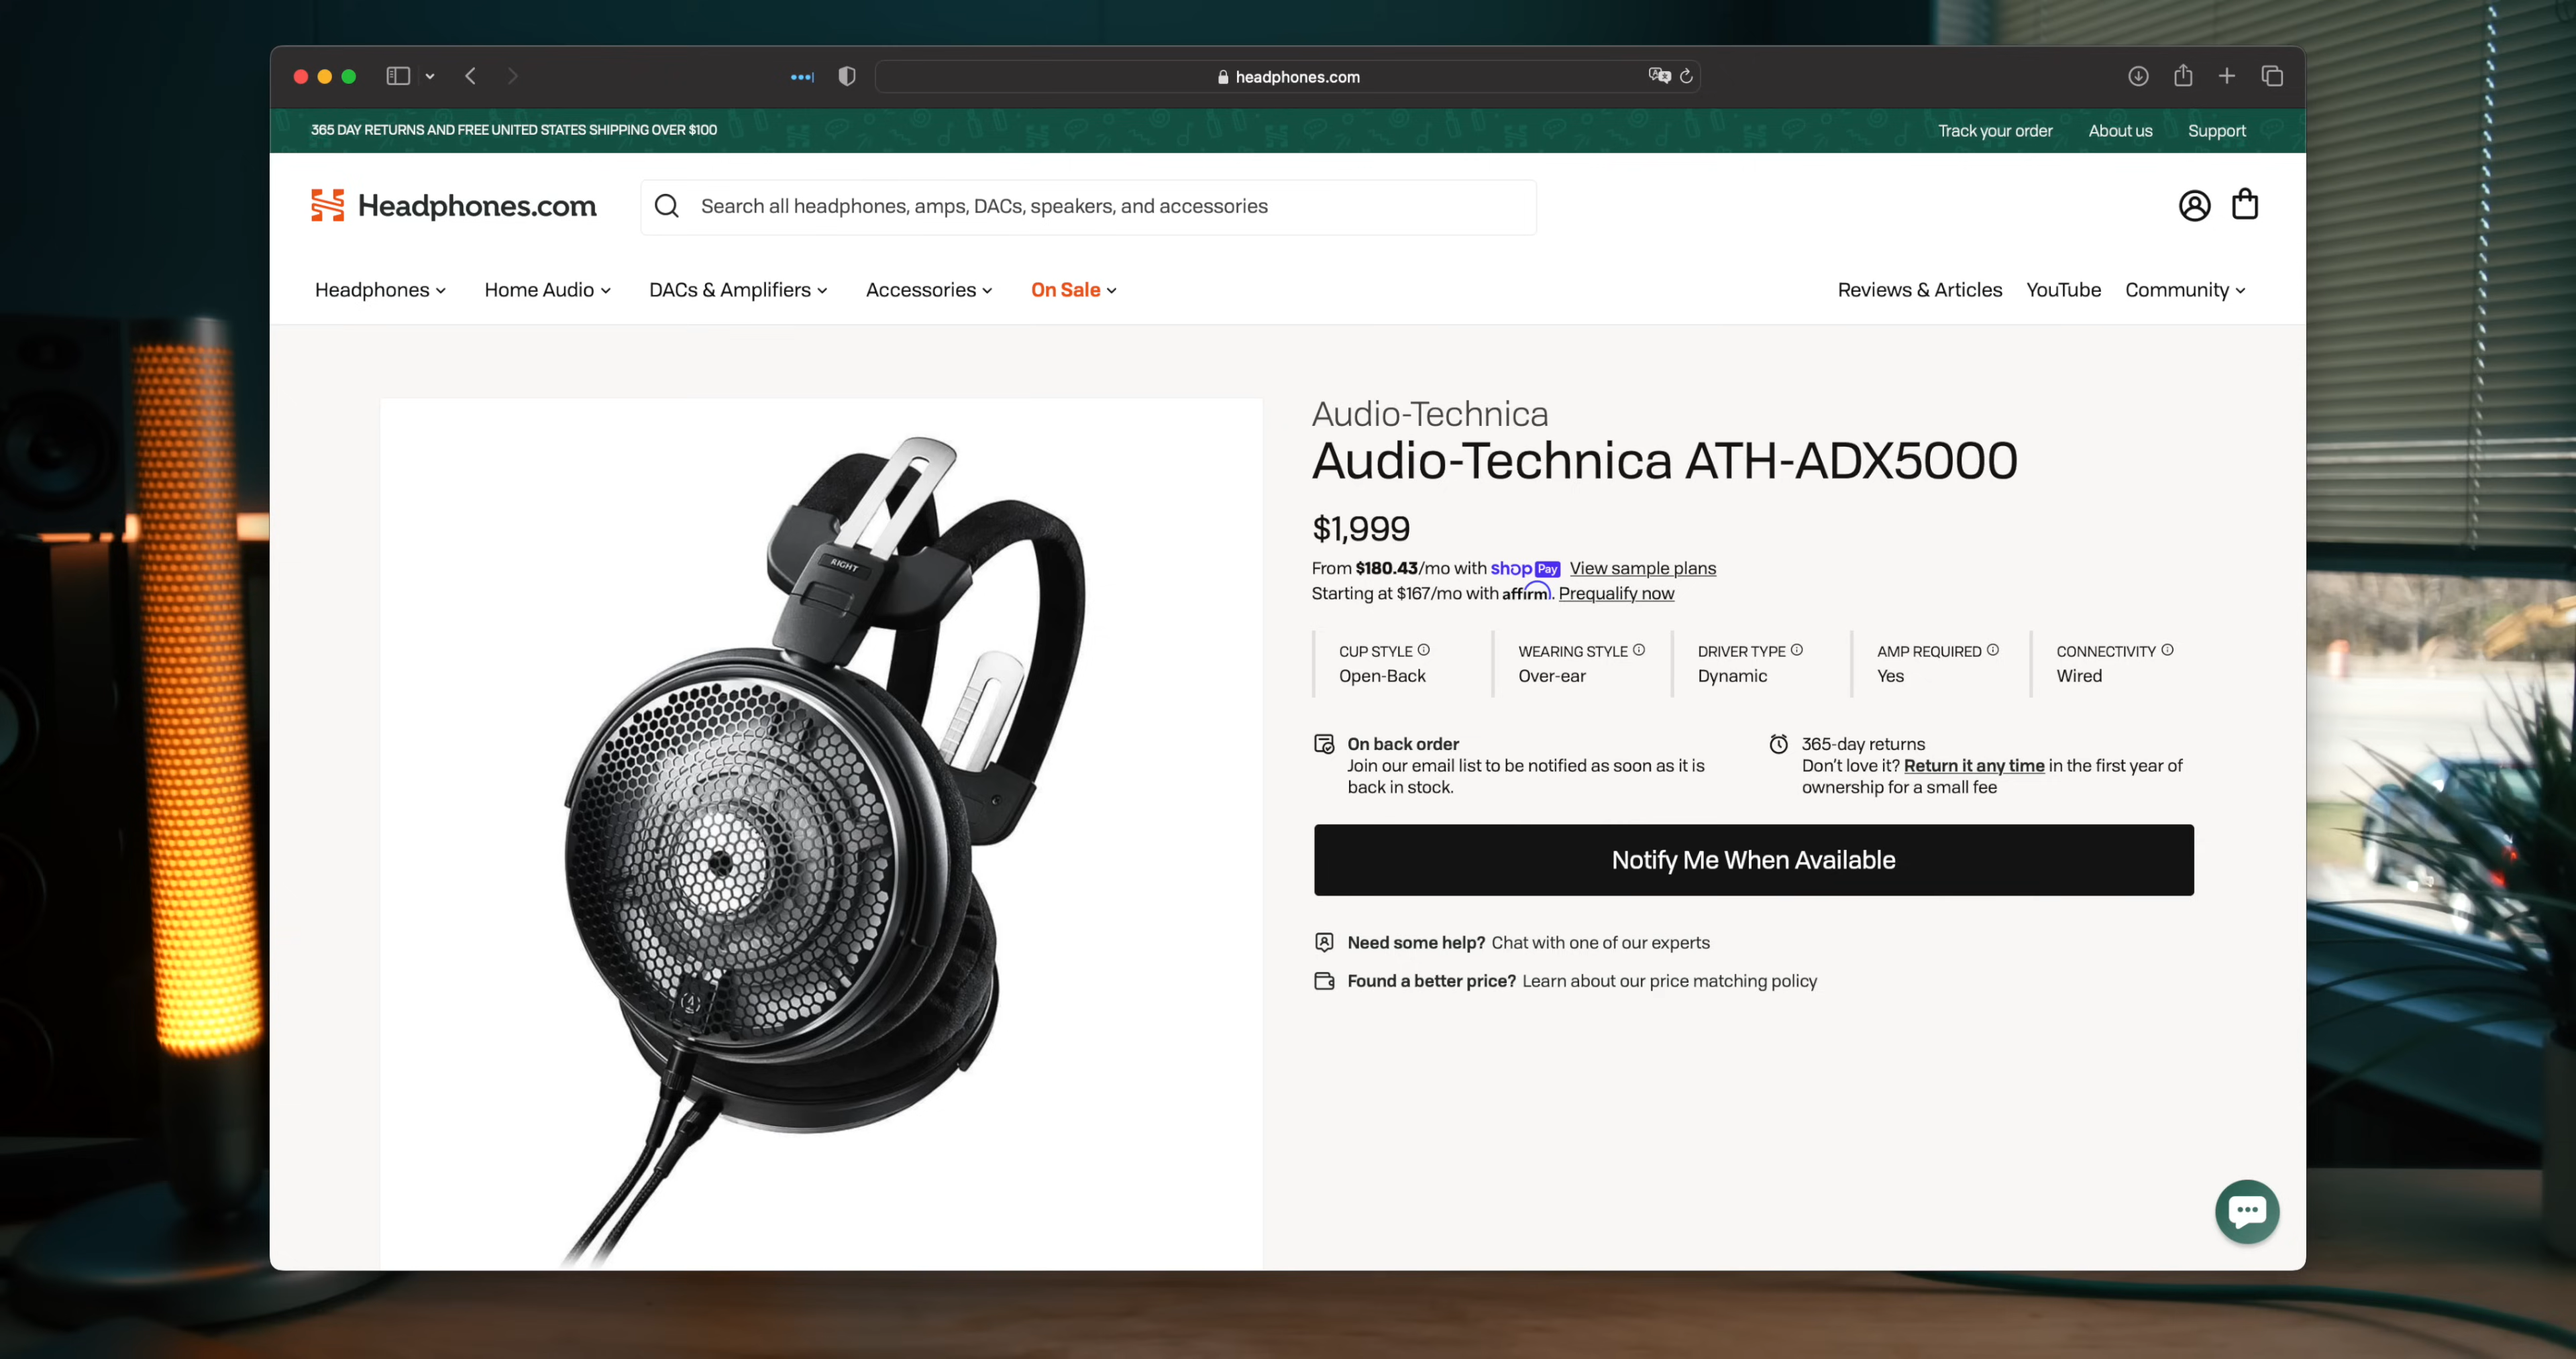 headphones.com
365 DAY RETURNS AND FREE UNITED STATES SHIPPING OVER $100
Track your order
About us
Support
Headphones.com
Search all headphones, amps, DACs, speakers, and accessories
Headphones
Home Audio
DACs & Amplifiers
Accessories
On Sale
Reviews & Articles
YouTube
Community
RIGHT
Audio-Technica
Audio-Technica ATH-ADX5000
$1,999
From $180.43/mo with shop Pay View sample plans
Starting at $167/mo with affirm. Prequalify now
CUP STYLE
Open-Back
WEARING STYLE
Over-ear
DRIVER TYPE
Dynamic
AMP REQUIRED
Yes
CONNECTIVITY
Wired
On back order
Join our email list to be notified as soon as it is
back in stock.
365-day returns
Don't love it? Return it any time in the first year of
ownership for a small fee
Notify Me When Available
Need some help? Chat with one of our experts
Found a better price? Learn about our price matching policy